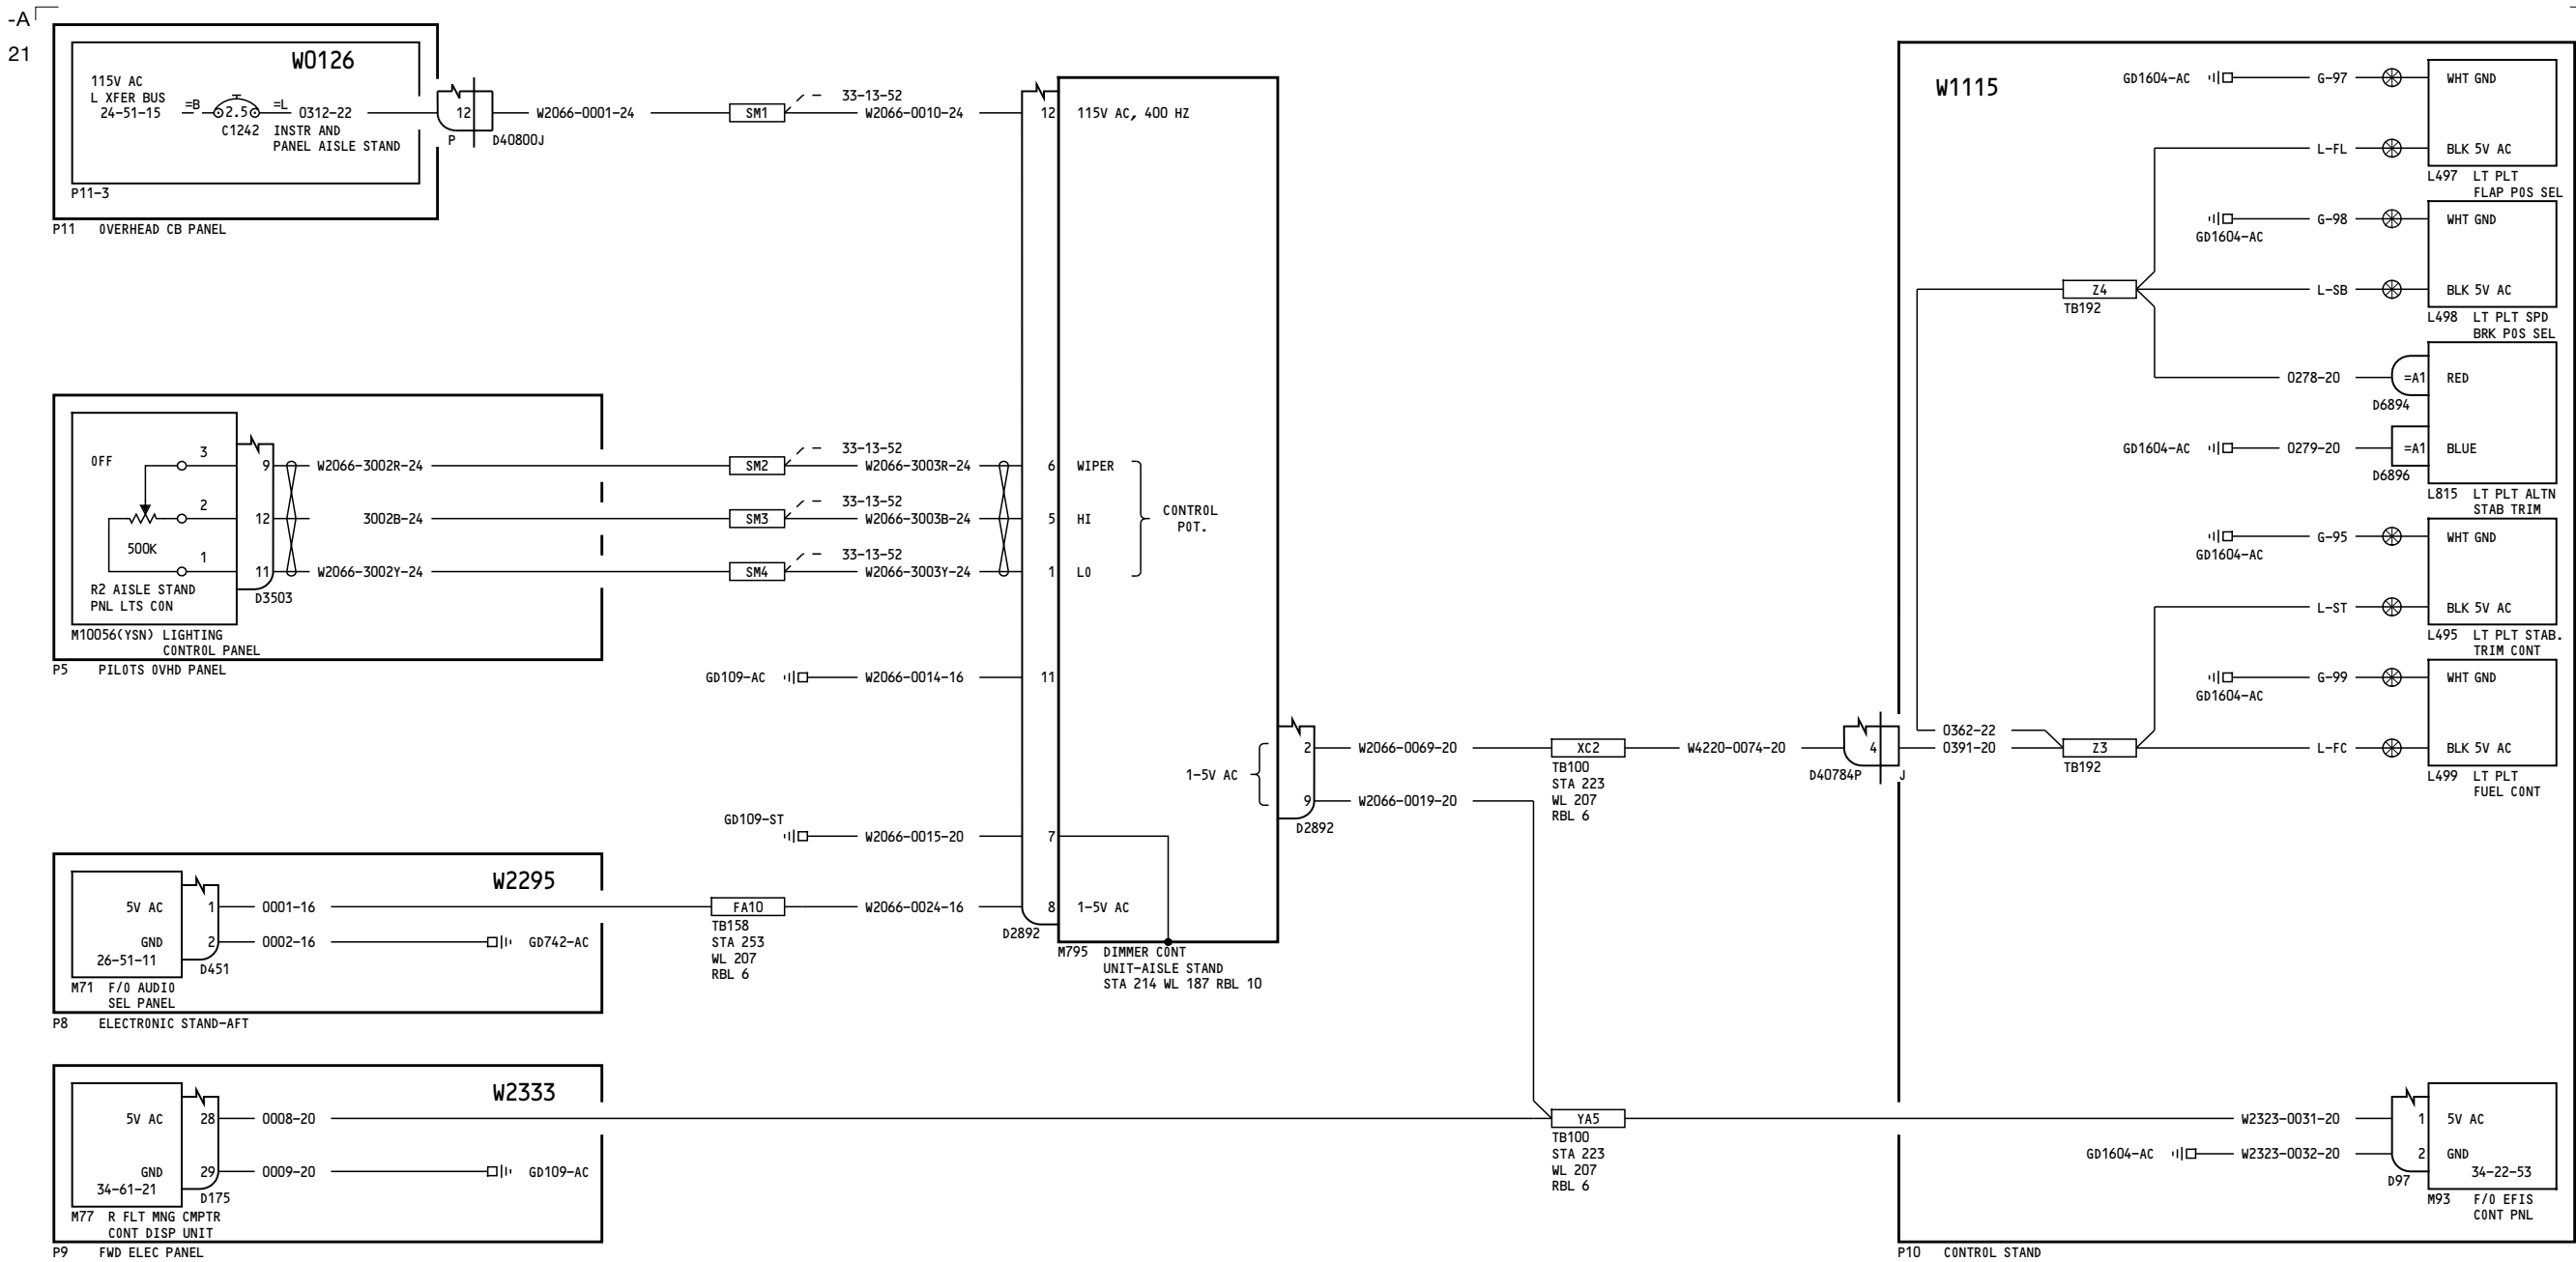 -A
21
W0126
115V AC
L XFER BUS
24-51-15
=B
2.5
=L
0312-22
C1242
INSTR AND
PANEL AISLE STAND
P11-3
P11 OVERHEAD CB PANEL
12
P
D40800J
W2066-0001-24
SM1
33-13-52
W2066-0010-24
12
115V AC, 400 HZ
OFF
3
2
1
500K
R2 AISLE STAND
PNL LTS CON
9
12
11
D3503
M10056(YSN) LIGHTING
CONTROL PANEL
P5 PILOTS OVHD PANEL
W2066-3002R-24
3002B-24
W2066-3002Y-24
SM2
33-13-52
W2066-3003R-24
SM3
33-13-52
W2066-3003B-24
SM4
33-13-52
W2066-3003Y-24
6
WIPER
5
HI
1
LO
CONTROL
POT.
GD109-AC
W2066-0014-16
11
GD109-ST
W2066-0015-20
7
W2295
5V AC
1
0001-16
GND
2
0002-16
GD742-AC
26-51-11
D451
M71 F/O AUDIO
SEL PANEL
P8 ELECTRONIC STAND-AFT
FA10
TB158
STA 253
WL 207
RBL 6
W2066-0024-16
8
1-5V AC
D2892
M795 DIMMER CONT
UNIT-AISLE STAND
STA 214 WL 187 RBL 10
W2333
5V AC
28
0008-20
GND
29
0009-20
GD109-AC
34-61-21
D175
M77 R FLT MNG CMPTR
CONT DISP UNIT
P9 FWD ELEC PANEL
1-5V AC
2
9
D2892
W2066-0069-20
W2066-0019-20
XC2
TB100
STA 223
WL 207
RBL 6
W4220-0074-20
4
D40784P
J
YA5
TB100
STA 223
WL 207
RBL 6
W1115
GD1604-AC
G-97
WHT GND
L-FL
BLK 5V AC
L497 LT PLT
FLAP POS SEL
GD1604-AC
G-98
WHT GND
L-SB
BLK 5V AC
L498 LT PLT SPD
BRK POS SEL
Z4
TB192
0278-20
=A1
RED
D6894
GD1604-AC
0279-20
=A1
BLUE
D6896
L815 LT PLT ALTN
STAB TRIM
GD1604-AC
G-95
WHT GND
L-ST
BLK 5V AC
L495 LT PLT STAB.
TRIM CONT
GD1604-AC
G-99
WHT GND
0362-22
0391-20
Z3
TB192
L-FC
BLK 5V AC
L499 LT PLT
FUEL CONT
W2323-0031-20
1
5V AC
GD1604-AC
W2323-0032-20
2
GND
34-22-53
D97
M93 F/O EFIS
CONT PNL
P10 CONTROL STAND